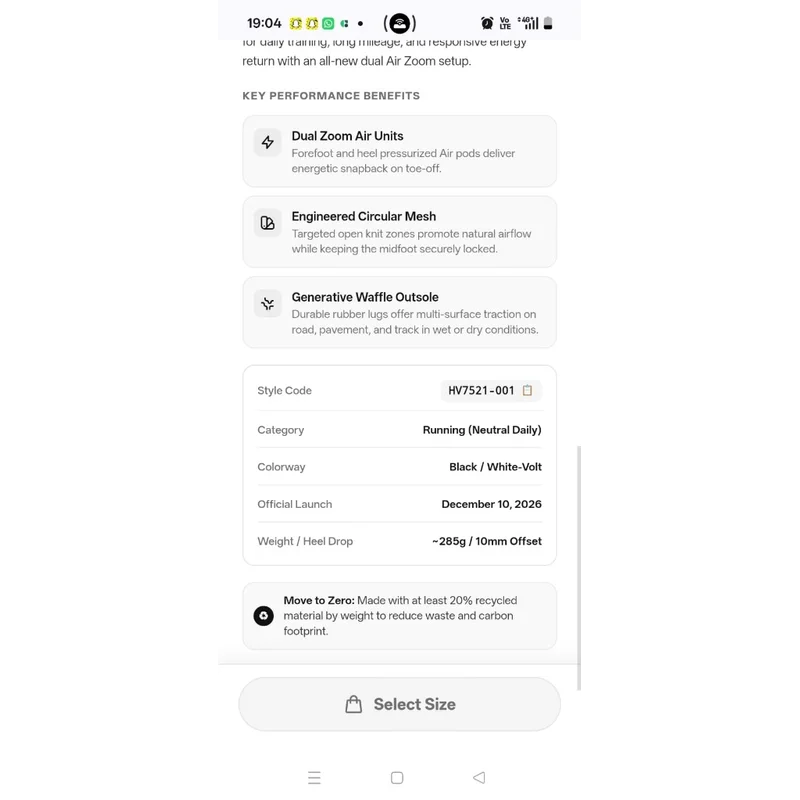 19:04
Vo
LTE
4G+
for daily training, long mileage, and responsive energy
return with an all-new dual Air Zoom setup.
KEY PERFORMANCE BENEFITS
Dual Zoom Air Units
Forefoot and heel pressurized Air pods deliver
energetic snapback on toe-off.
Engineered Circular Mesh
Targeted open knit zones promote natural airflow
while keeping the midfoot securely locked.
Generative Waffle Outsole
Durable rubber lugs offer multi-surface traction on
road, pavement, and track in wet or dry conditions.
Style Code HV7521-001
Category Running (Neutral Daily)
Colorway Black / White-Volt
Official Launch December 10, 2026
Weight / Heel Drop ~285g / 10mm Offset
Move to Zero: Made with at least 20% recycled
material by weight to reduce waste and carbon
footprint.
Select Size